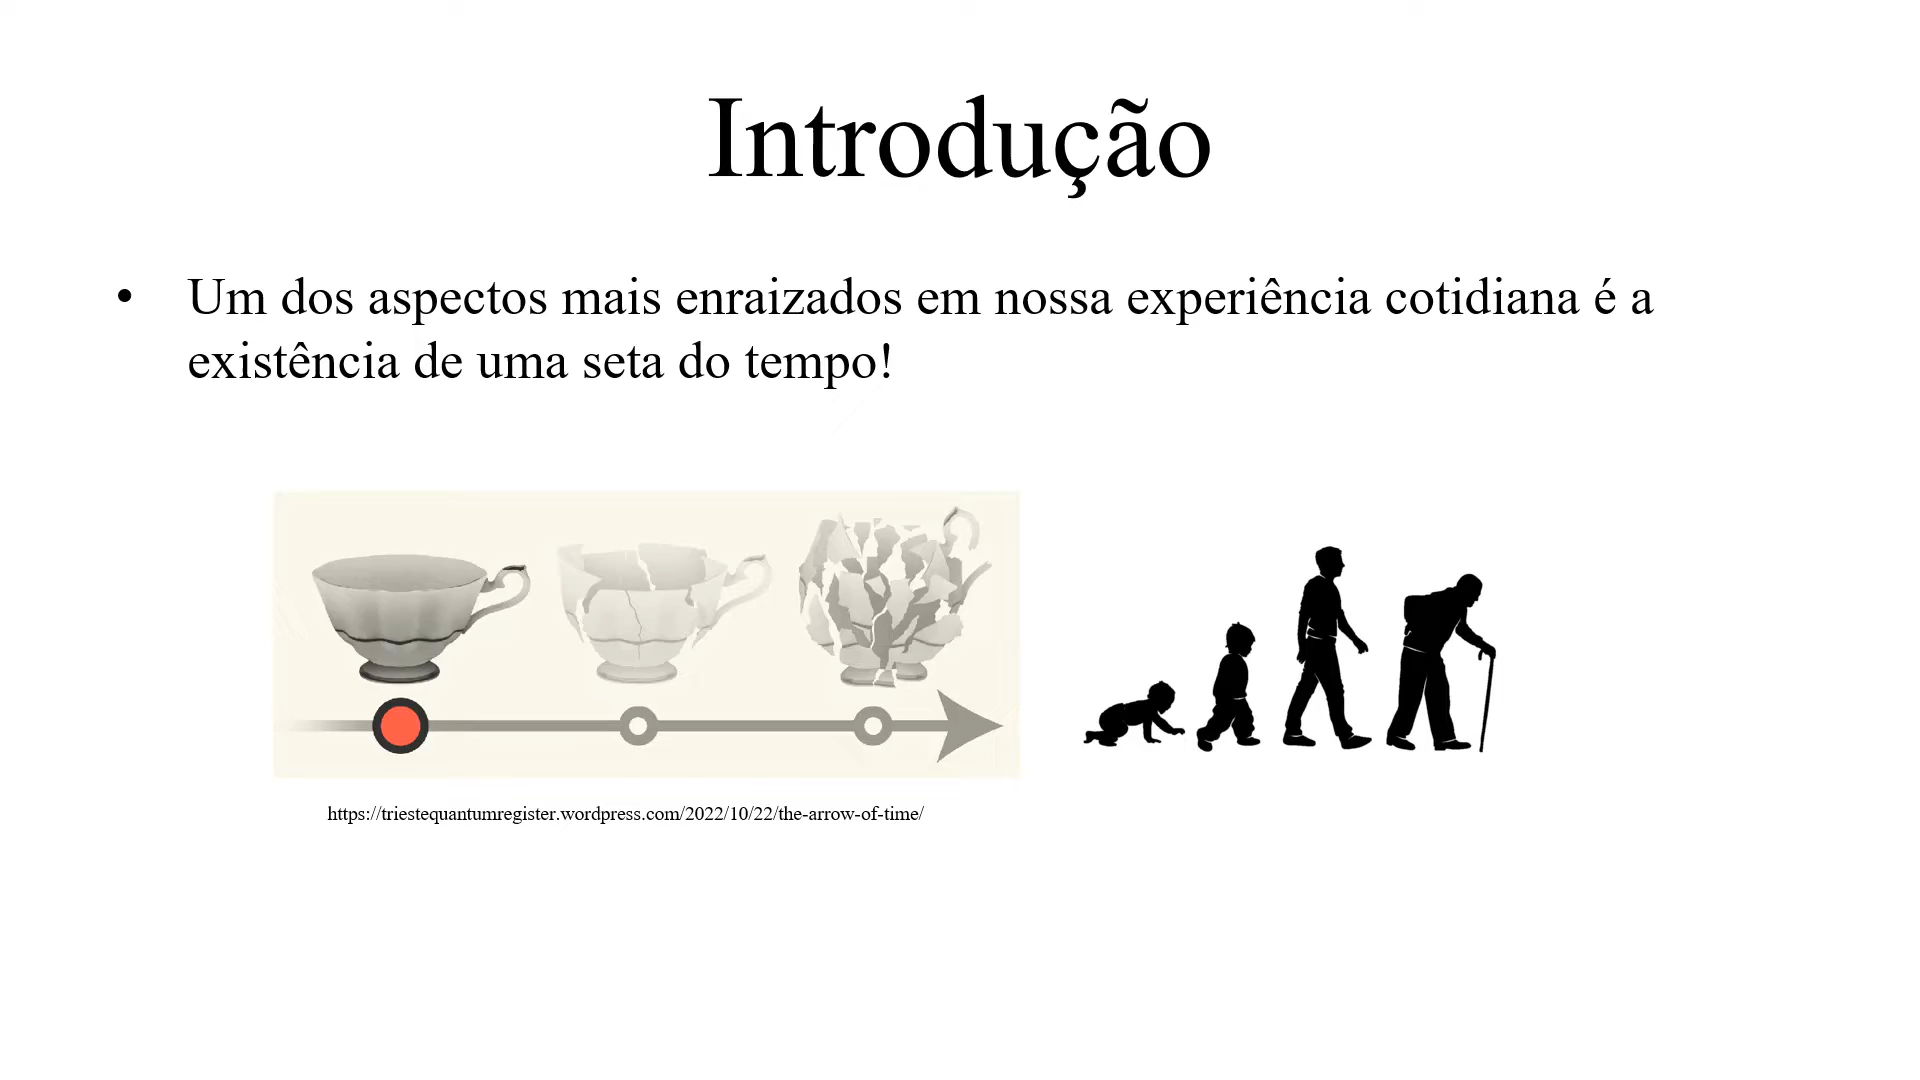 Introdução
• Um dos aspectos mais enraizados em nossa experiência cotidiana é a
existência de uma seta do tempo!
https://triestequantumregister.wordpress.com/2022/10/22/the-arrow-of-time/